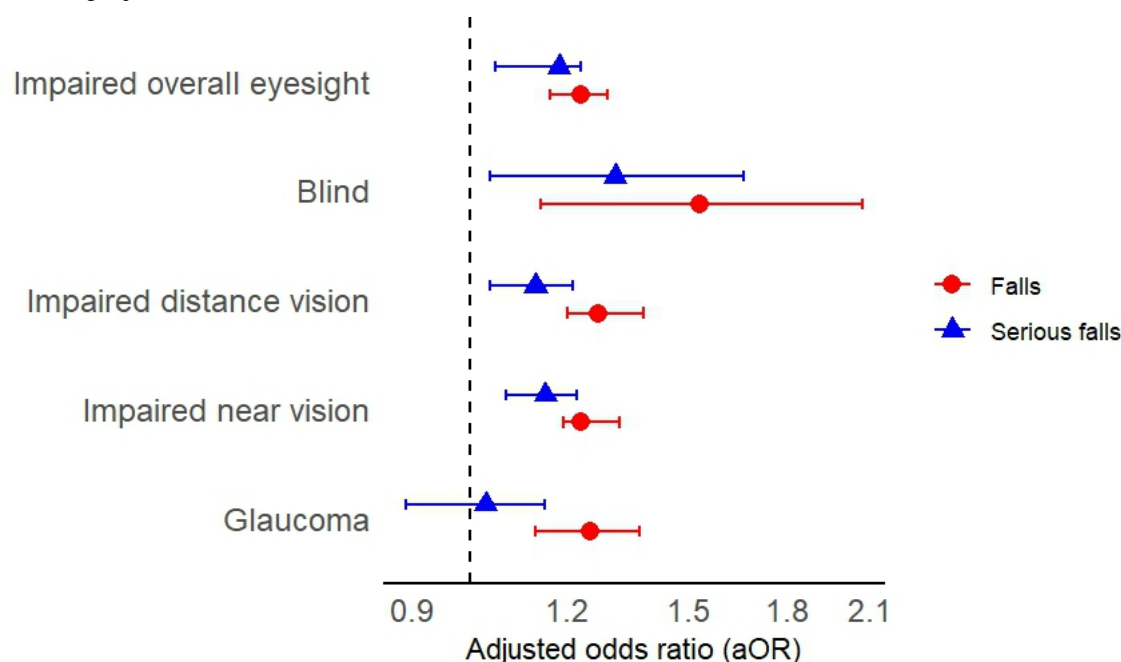 Impaired overall eyesight
Blind
Impaired distance vision
Impaired near vision
Glaucoma
Falls
Serious falls
0.9 1.2 1.5 1.8 2.1
Adjusted odds ratio (aOR)